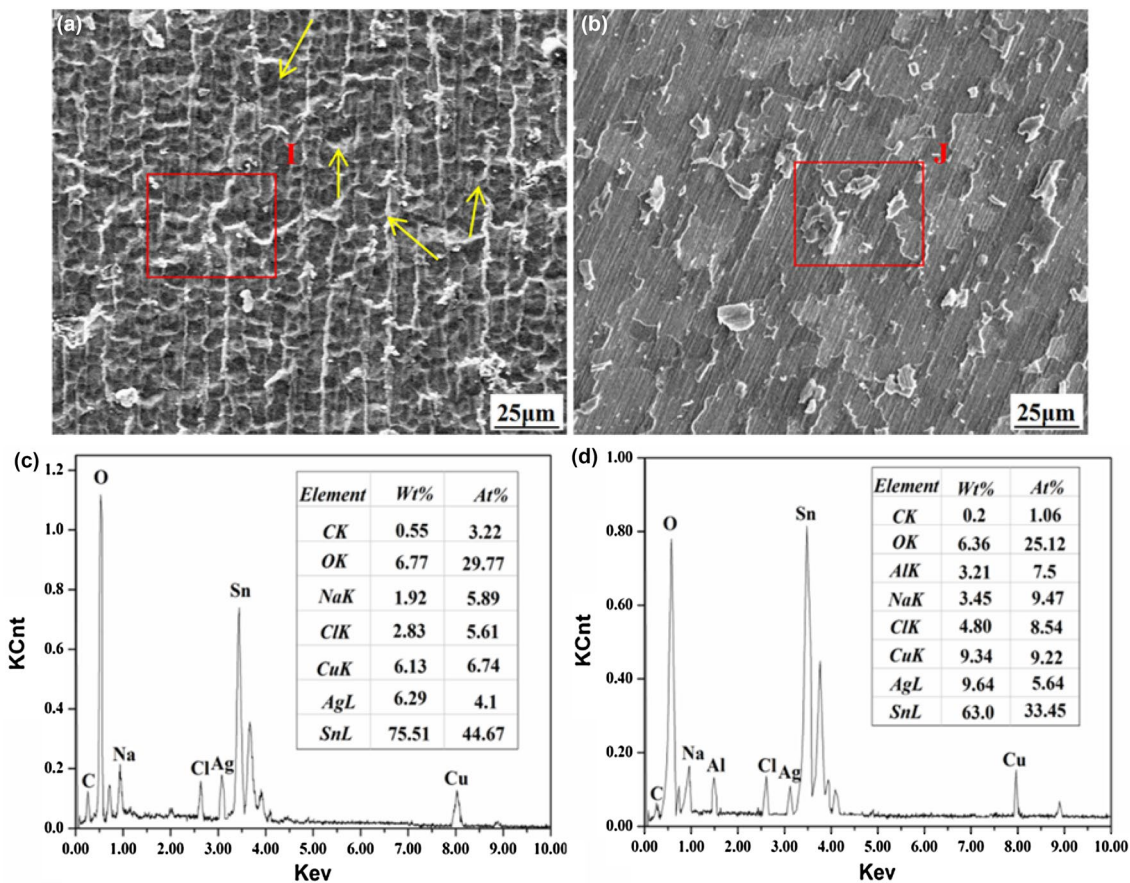 (a)
I
25μm
(b)
J
25μm
(c)
KCnt
1.2
1.0
0.8
0.6
0.4
0.2
0.0
O
Sn
C
Na
Cl
Ag
Cu
Element Wt% At%
CK 0.55 3.22
OK 6.77 29.77
NaK 1.92 5.89
ClK 2.83 5.61
CuK 6.13 6.74
AgL 6.29 4.1
SnL 75.51 44.67
0.00 1.00 2.00 3.00 4.00 5.00 6.00 7.00 8.00 9.00 10.00
Kev
(d)
KCnt
1.00
0.80
0.60
0.40
0.20
0.00
O
Sn
C
Na
Al
Cl
Ag
Cu
Element Wt% At%
CK 0.2 1.06
OK 6.36 25.12
AlK 3.21 7.5
NaK 3.45 9.47
ClK 4.80 8.54
CuK 9.34 9.22
AgL 9.64 5.64
SnL 63.0 33.45
0.00 1.00 2.00 3.00 4.00 5.00 6.00 7.00 8.00 9.00 10.00
Kev